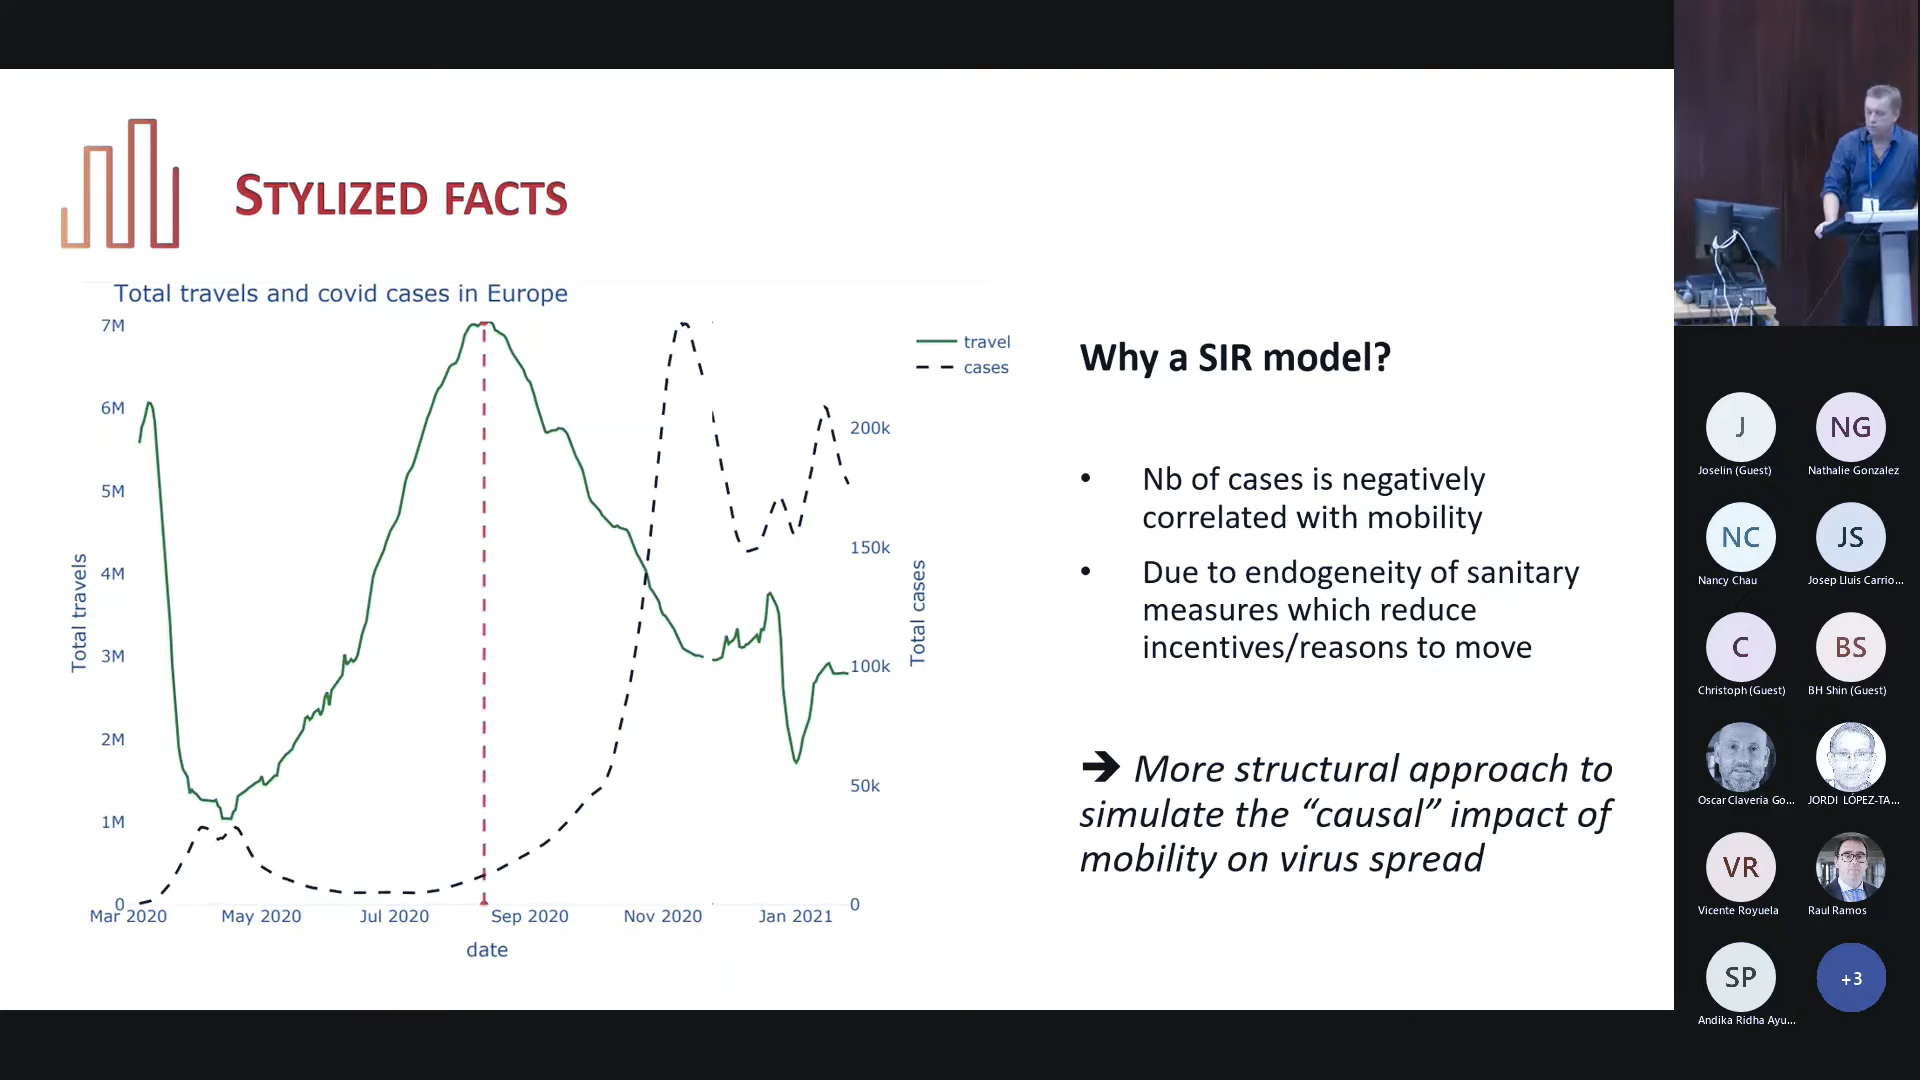 STYLIZED FACTS
Total travels and covid cases in Europe
7M
6M
5M
4M
3M
2M
1M
0
Total travels
200k
150k
100k
50k
0
Total cases
travel
cases
Mar 2020
May 2020
Jul 2020
Sep 2020
Nov 2020
Jan 2021
date
Why a SIR model?
• Nb of cases is negatively
correlated with mobility
• Due to endogeneity of sanitary
measures which reduce
incentives/reasons to move
➔ More structural approach to
simulate the “causal” impact of
mobility on virus spread
J
Joselin (Guest)
NG
Nathalie Gonzalez
NC
Nancy Chau
JS
Josep Lluis Carrio...
C
Christoph (Guest)
BS
BH Shin (Guest)
Oscar Claveria Go...
JORDI LÓPEZ-TA...
VR
Vicente Royuela
Raul Ramos
SP
Andika Ridha Ayu...
+3